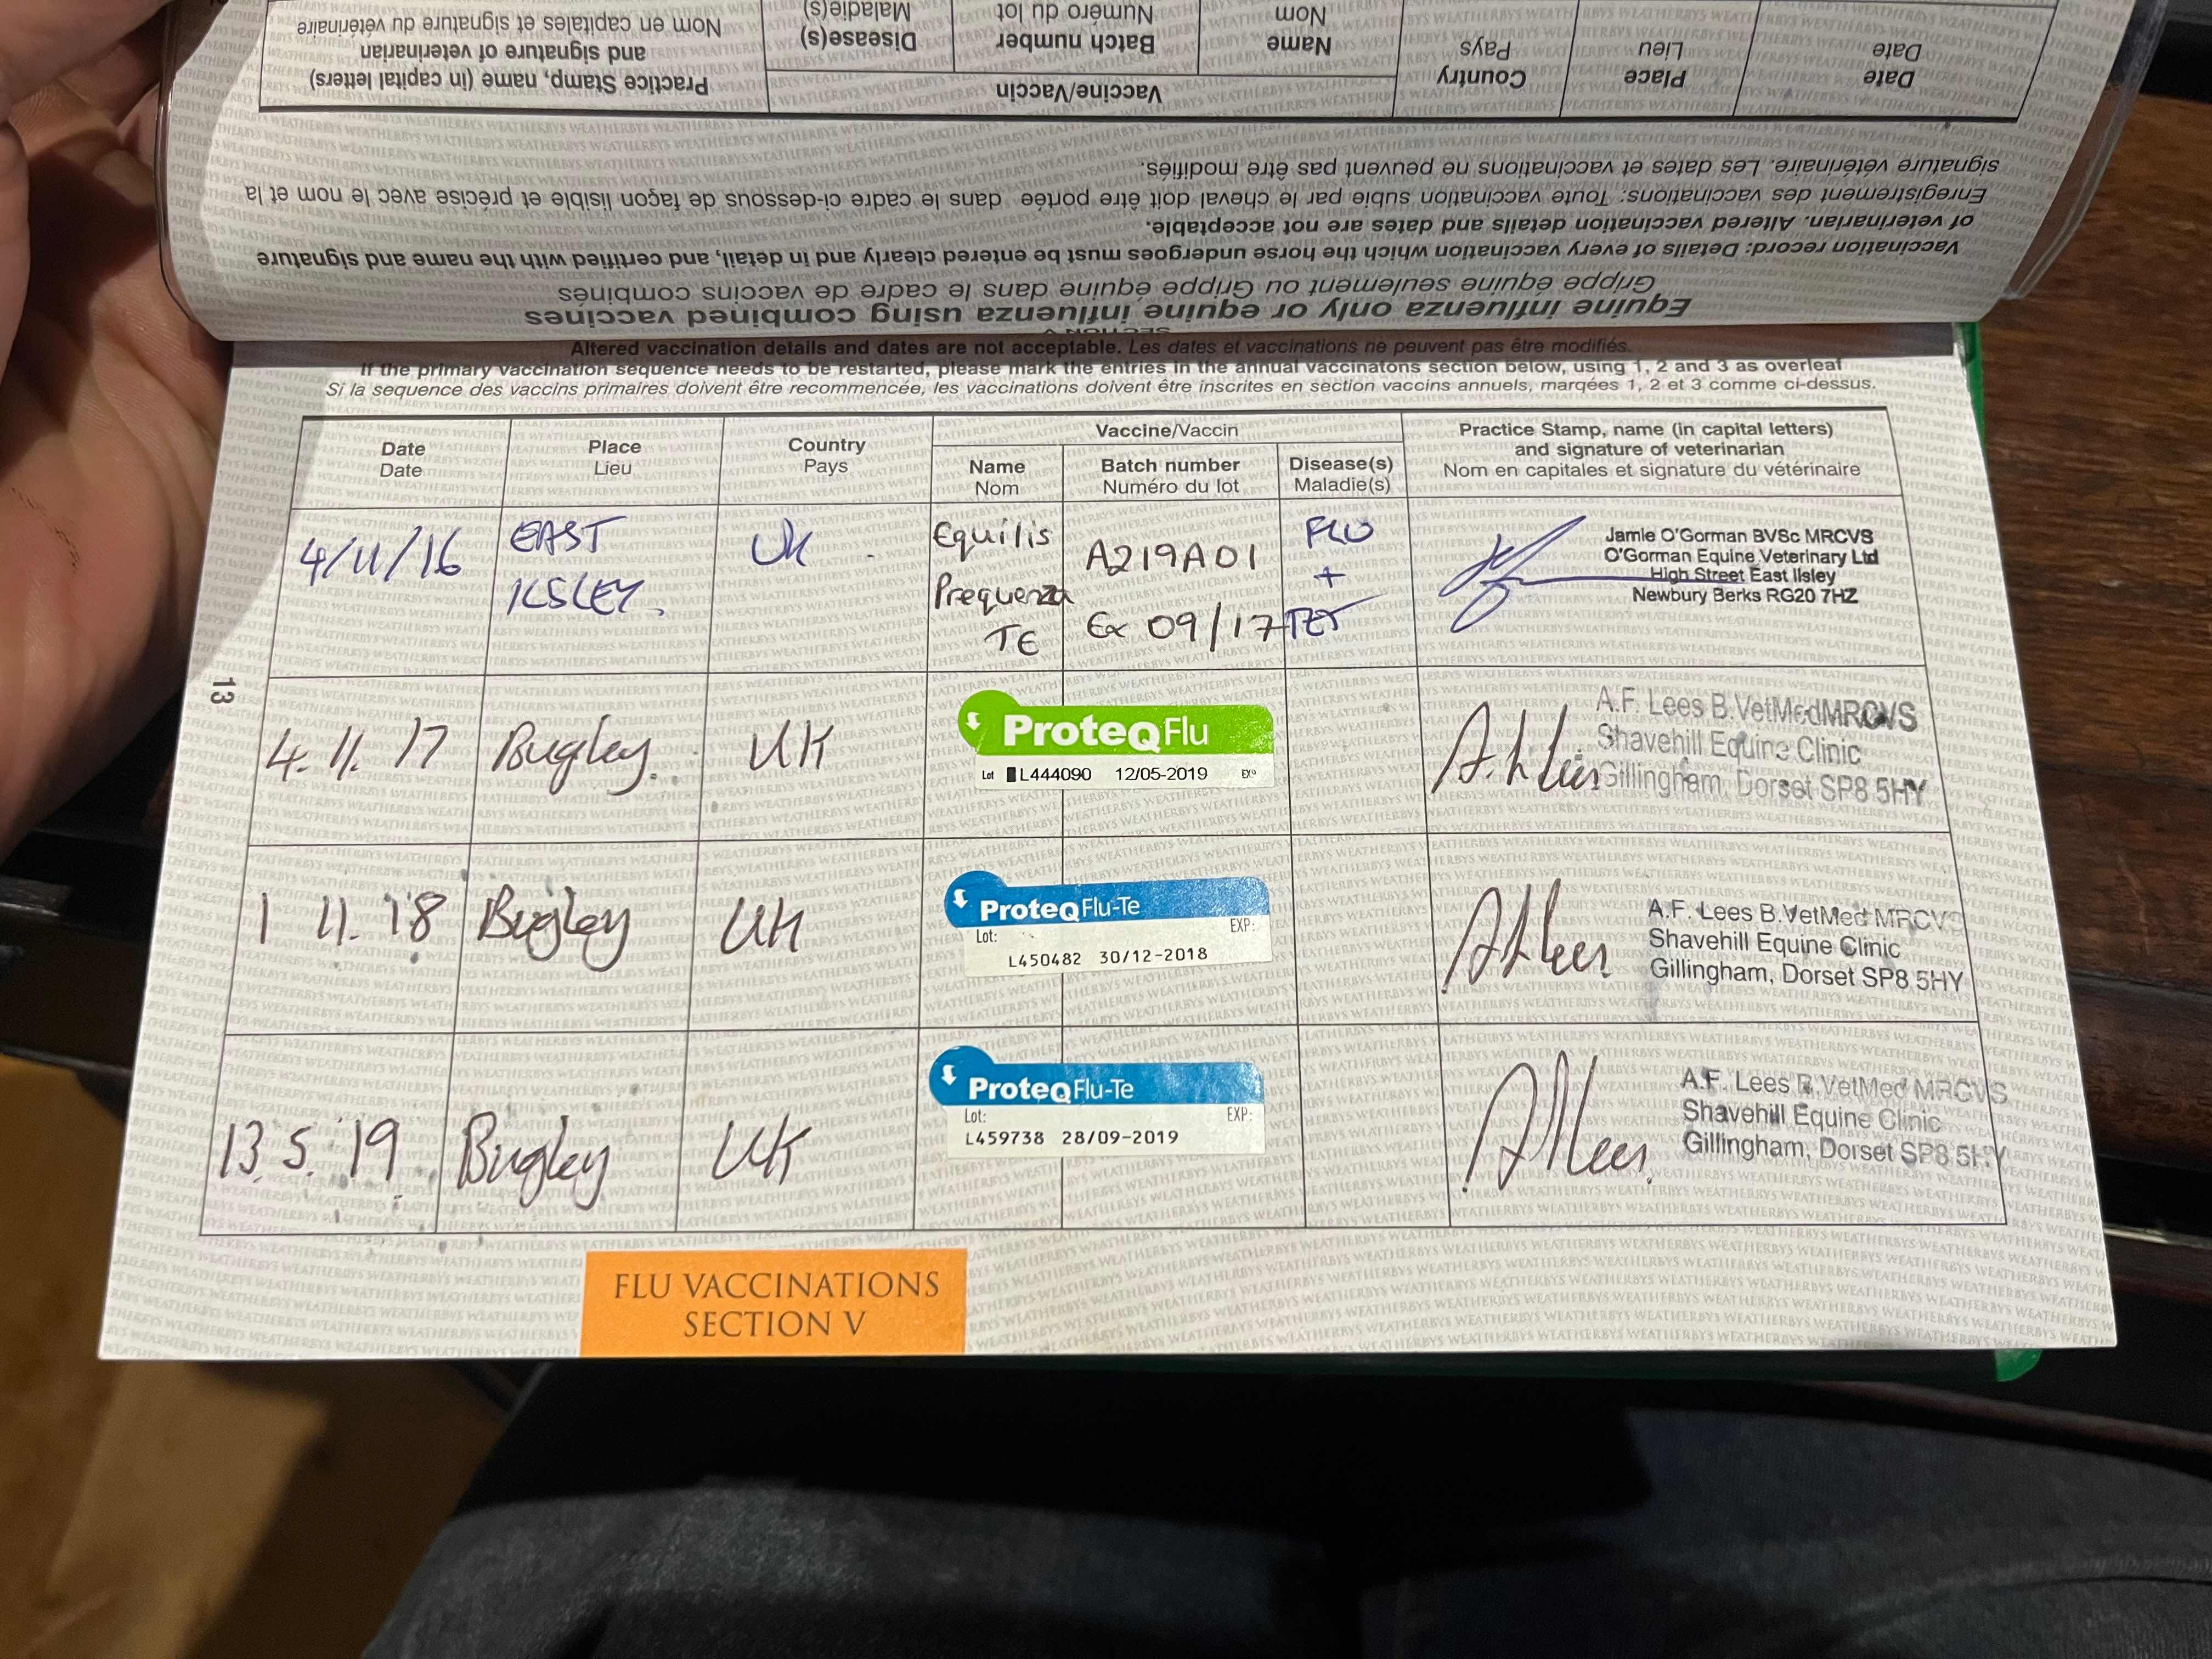 Date
Date
Place
Lieu
Country
Pays
Vaccine/Vaccin
Name
Nom
Batch number
Numéro du lot
Disease(s)
Maladie(s)
Practice Stamp, name (in capital letters)
and signature of veterinarian
Nom en capitales et signature du vétérinaire
signature vétérinaire. Les dates et vaccinations ne peuvent pas être modifiés.
Enregistrement des vaccinations: Toute vaccination subie par le cheval doit être portée dans le cadre ci-dessous de façon lisible et précise avec le nom et la
of veterinarian. Altered vaccination details and dates are not acceptable.
Vaccination record: Details of every vaccination which the horse undergoes must be entered clearly and in detail, and certified with the name and signature
Grippe équine seulement ou Grippe équine dans le cadre de vaccins combinés
Equine influenza only or equine influenza using combined vaccines
Altered vaccination details and dates are not acceptable. Les dates et vaccinations ne peuvent pas être modifiés.
If the primary vaccination sequence needs to be restarted, please mark the entries in the annual vaccinatons section below, using 1, 2 and 3 as overleaf
Si la sequence des vaccins primaires doivent être recommencée, les vaccinations doivent être inscrites en section vaccins annuels, marqées 1, 2 et 3 comme ci-dessus.
Date
Date
Place
Lieu
Country
Pays
Vaccine/Vaccin
Name
Nom
Batch number
Numéro du lot
Disease(s)
Maladie(s)
Practice Stamp, name (in capital letters)
and signature of veterinarian
Nom en capitales et signature du vétérinaire
4/11/16
EAST
ILSLEY.
UK
Equilis
Prequenza
TE
A219A01
Ex 09/17
FLU
+
TET
Jamie O'Gorman BVSc MRCVS
O'Gorman Equine Veterinary Ltd
High Street East Ilsley
Newbury Berks RG20 7HZ
13
4.11.17
Bugley.
UK
ProteqFlu
Lot L444090 12/05-2019 EXP
A.F. Lees B.VetMedMRCVS
Shavehill Equine Clinic
Gillingham, Dorset SP8 5HY
1 11.18
Bugley
UK
ProteqFlu-Te
Lot: EXP:
L450482 30/12-2018
A.F. Lees B.VetMed MRCVS
Shavehill Equine Clinic
Gillingham, Dorset SP8 5HY
13.5.19
Bugley
UK
ProteqFlu-Te
Lot: EXP:
L459738 28/09-2019
A.F. Lees B.VetMed MRCVS
Shavehill Equine Clinic
Gillingham, Dorset SP8 5HY
FLU VACCINATIONS
SECTION V